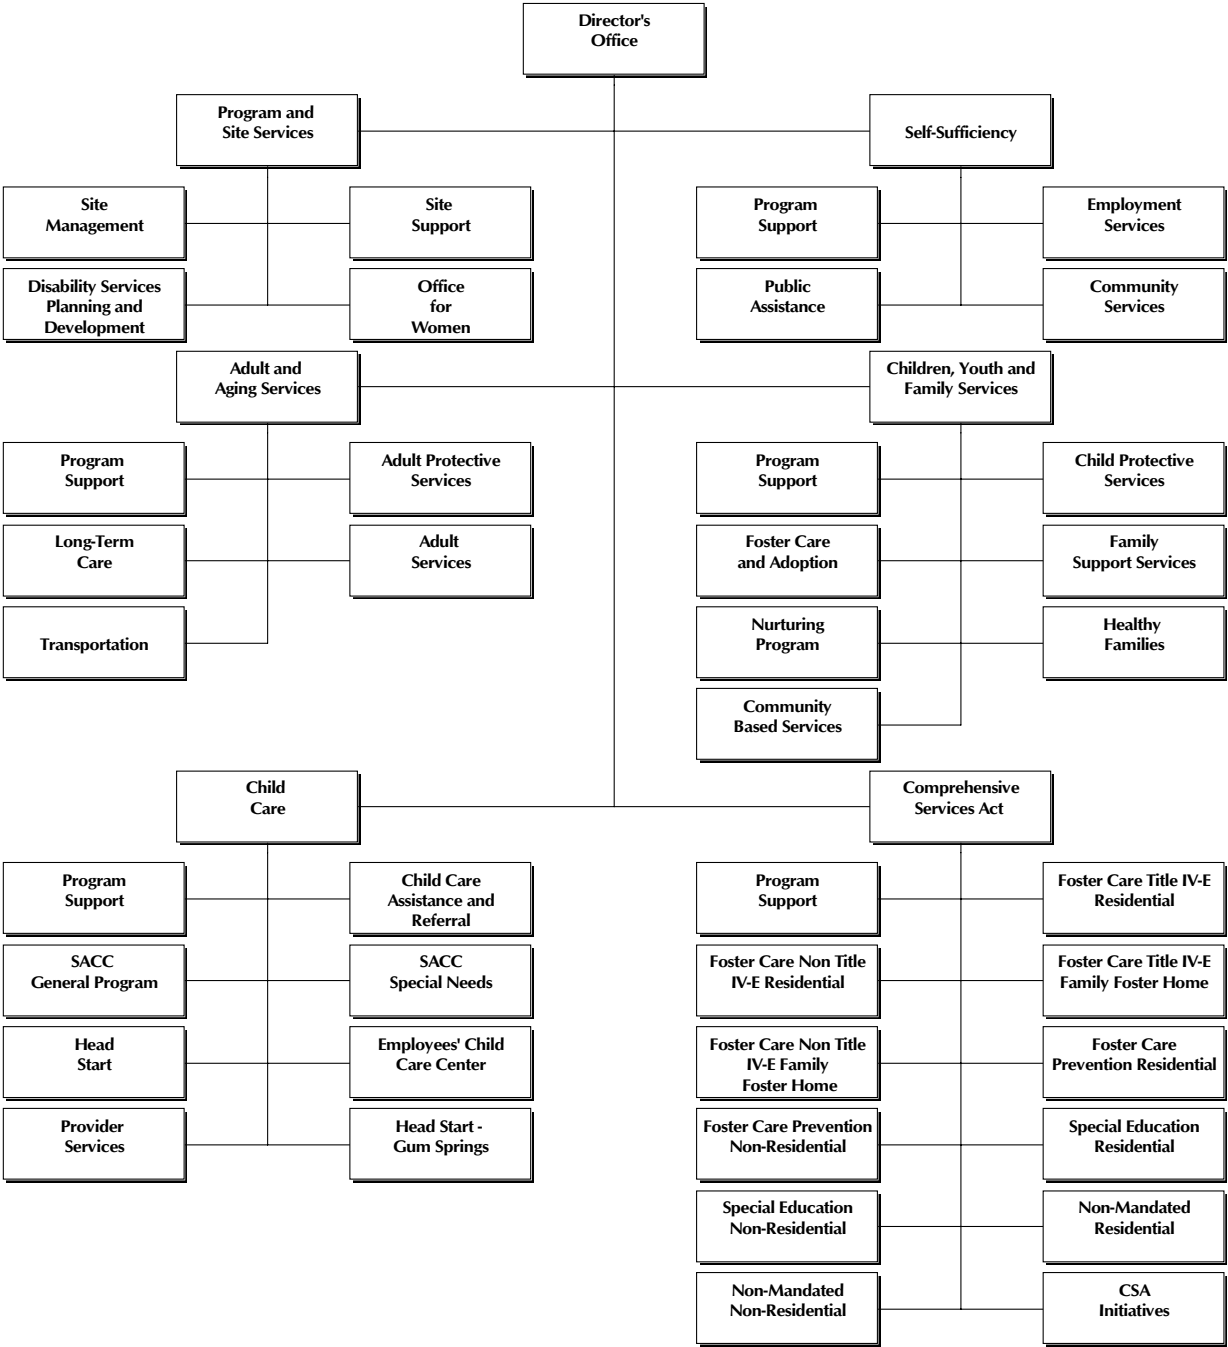 Director's
Office
Program and
Site Services
Self-Sufficiency
Site
Management
Site
Support
Program
Support
Employment
Services
Disability Services
Planning and
Development
Office
for
Women
Public
Assistance
Community
Services
Adult and
Aging Services
Children, Youth and
Family Services
Program
Support
Adult Protective
Services
Program
Support
Child Protective
Services
Long-Term
Care
Adult
Services
Foster Care
and Adoption
Family
Support Services
Transportation
Nurturing
Program
Healthy
Families
Community
Based Services
Child
Care
Comprehensive
Services Act
Program
Support
Child Care
Assistance and
Referral
Program
Support
Foster Care Title IV-E
Residential
SACC
General Program
SACC
Special Needs
Foster Care Non Title
IV-E Residential
Foster Care Title IV-E
Family Foster Home
Head
Start
Employees' Child
Care Center
Foster Care Non Title
IV-E Family
Foster Home
Foster Care
Prevention Residential
Provider
Services
Head Start -
Gum Springs
Foster Care Prevention
Non-Residential
Special Education
Residential
Special Education
Non-Residential
Non-Mandated
Residential
Non-Mandated
Non-Residential
CSA
Initiatives